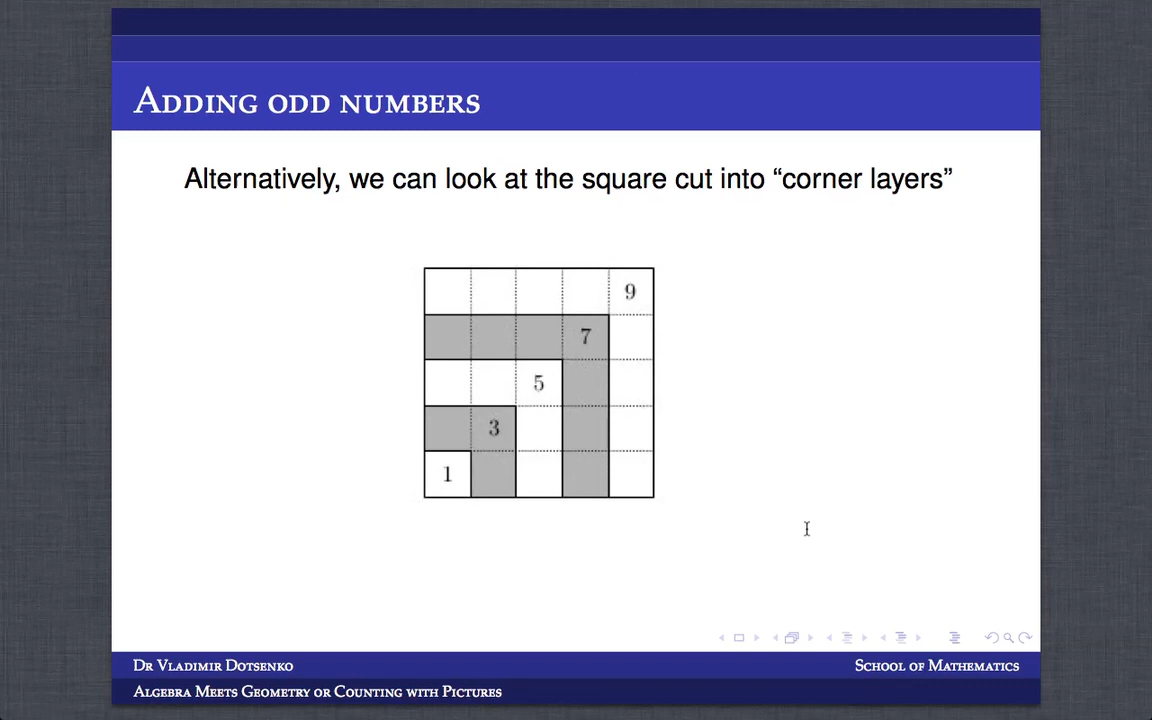 Adding odd numbers
Alternatively, we can look at the square cut into “corner layers”
9
7
5
3
1
Dr Vladimir Dotsenko
School of Mathematics
Algebra Meets Geometry or Counting with Pictures